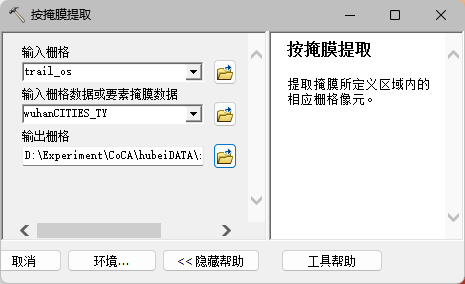 按掩膜提取
输入栅格
trail_os
输入栅格数据或要素掩膜数据
wuhanCITIES_TY
输出栅格
D:\Experiment\CoCA\hubeiDATA\
按掩膜提取
提取掩膜所定义区域内的
相应栅格像元。
取消
环境...
<< 隐藏帮助
工具帮助